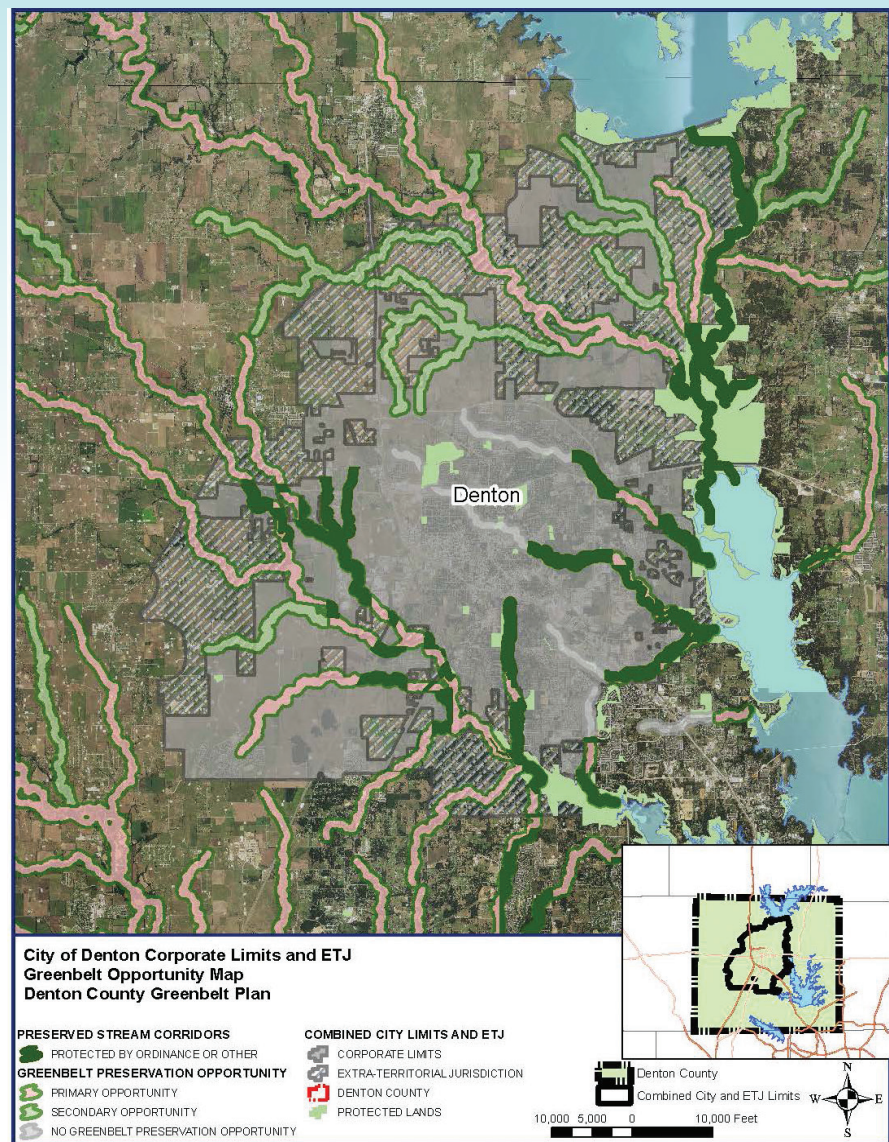 Denton
City of Denton Corporate Limits and ETJ
Greenbelt Opportunity Map
Denton County Greenbelt Plan
PRESERVED STREAM CORRIDORS
PROTECTED BY ORDINANCE OR OTHER
GREENBELT PRESERVATION OPPORTUNITY
PRIMARY OPPORTUNITY
SECONDARY OPPORTUNITY
NO GREENBELT PRESERVATION OPPORTUNITY
COMBINED CITY LIMITS AND ETJ
CORPORATE LIMITS
EXTRA-TERRITORIAL JURISDICTION
DENTON COUNTY
PROTECTED LANDS
Denton County
Combined City and ETJ Limits
10,000 5,000 0 10,000 Feet
N
W E
S